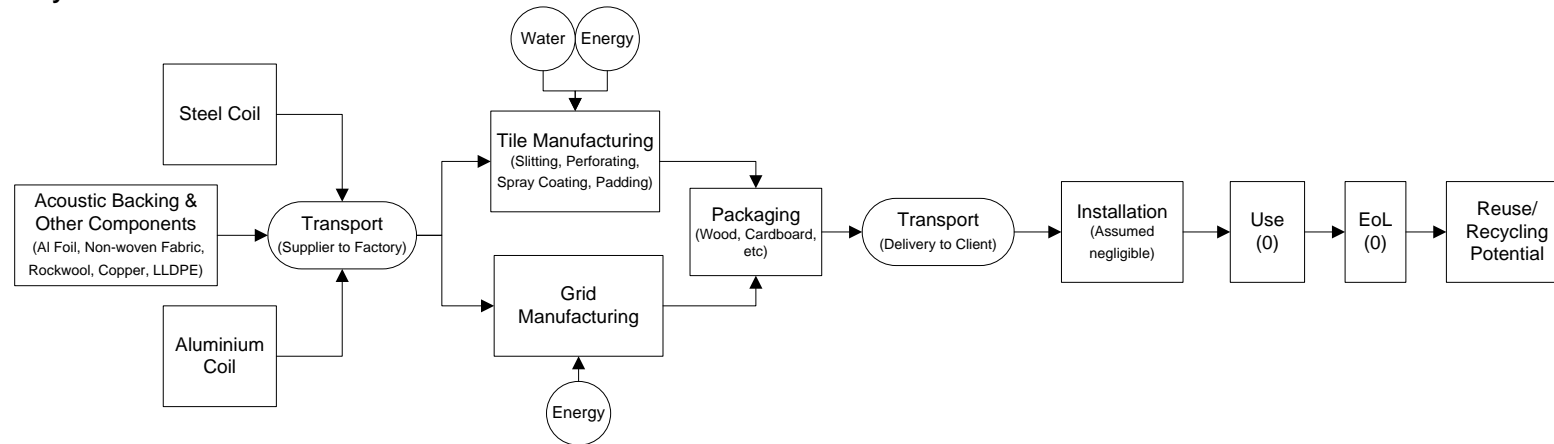 Water
Energy
Steel Coil
Acoustic Backing &
Other Components
(Al Foil, Non-woven Fabric,
Rockwool, Copper, LLDPE)
Aluminium
Coil
Transport
(Supplier to Factory)
Tile Manufacturing
(Slitting, Perforating,
Spray Coating, Padding)
Grid
Manufacturing
Energy
Packaging
(Wood, Cardboard,
etc)
Transport
(Delivery to Client)
Installation
(Assumed
negligible)
Use
(0)
EoL
(0)
Reuse/
Recycling
Potential